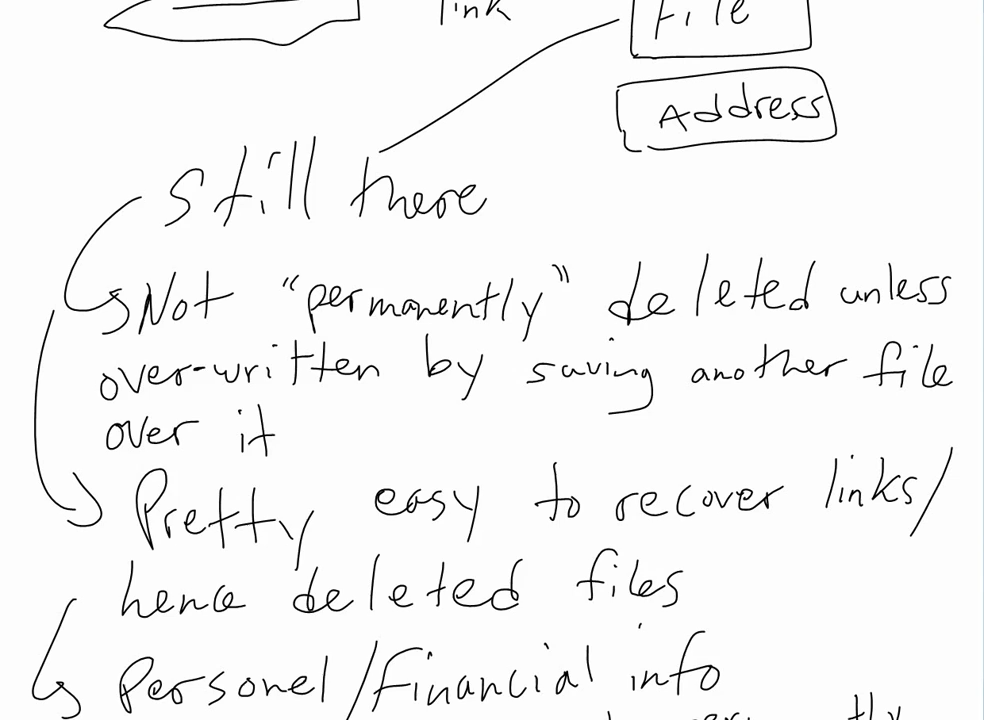 link
File
Address
still there
Not "permanently" deleted unless
over-written by saving another file
over it
Pretty easy to recover links/
hence deleted files
Personel/financial info